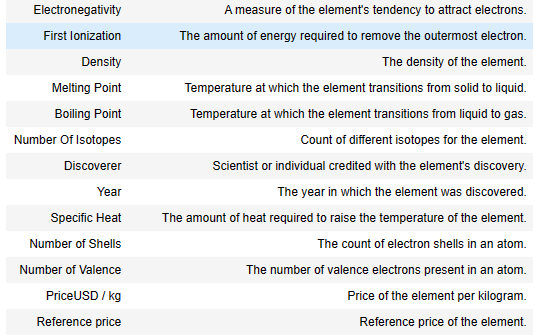 Electronegativity A measure of the element's tendency to attract electrons.
First Ionization The amount of energy required to remove the outermost electron.
Density The density of the element.
Melting Point Temperature at which the element transitions from solid to liquid.
Boiling Point Temperature at which the element transitions from liquid to gas.
Number Of Isotopes Count of different isotopes for the element.
Discoverer Scientist or individual credited with the element's discovery.
Year The year in which the element was discovered.
Specific Heat The amount of heat required to raise the temperature of the element.
Number of Shells The count of electron shells in an atom.
Number of Valence The number of valence electrons present in an atom.
PriceUSD / kg Price of the element per kilogram.
Reference price Reference price of the element.